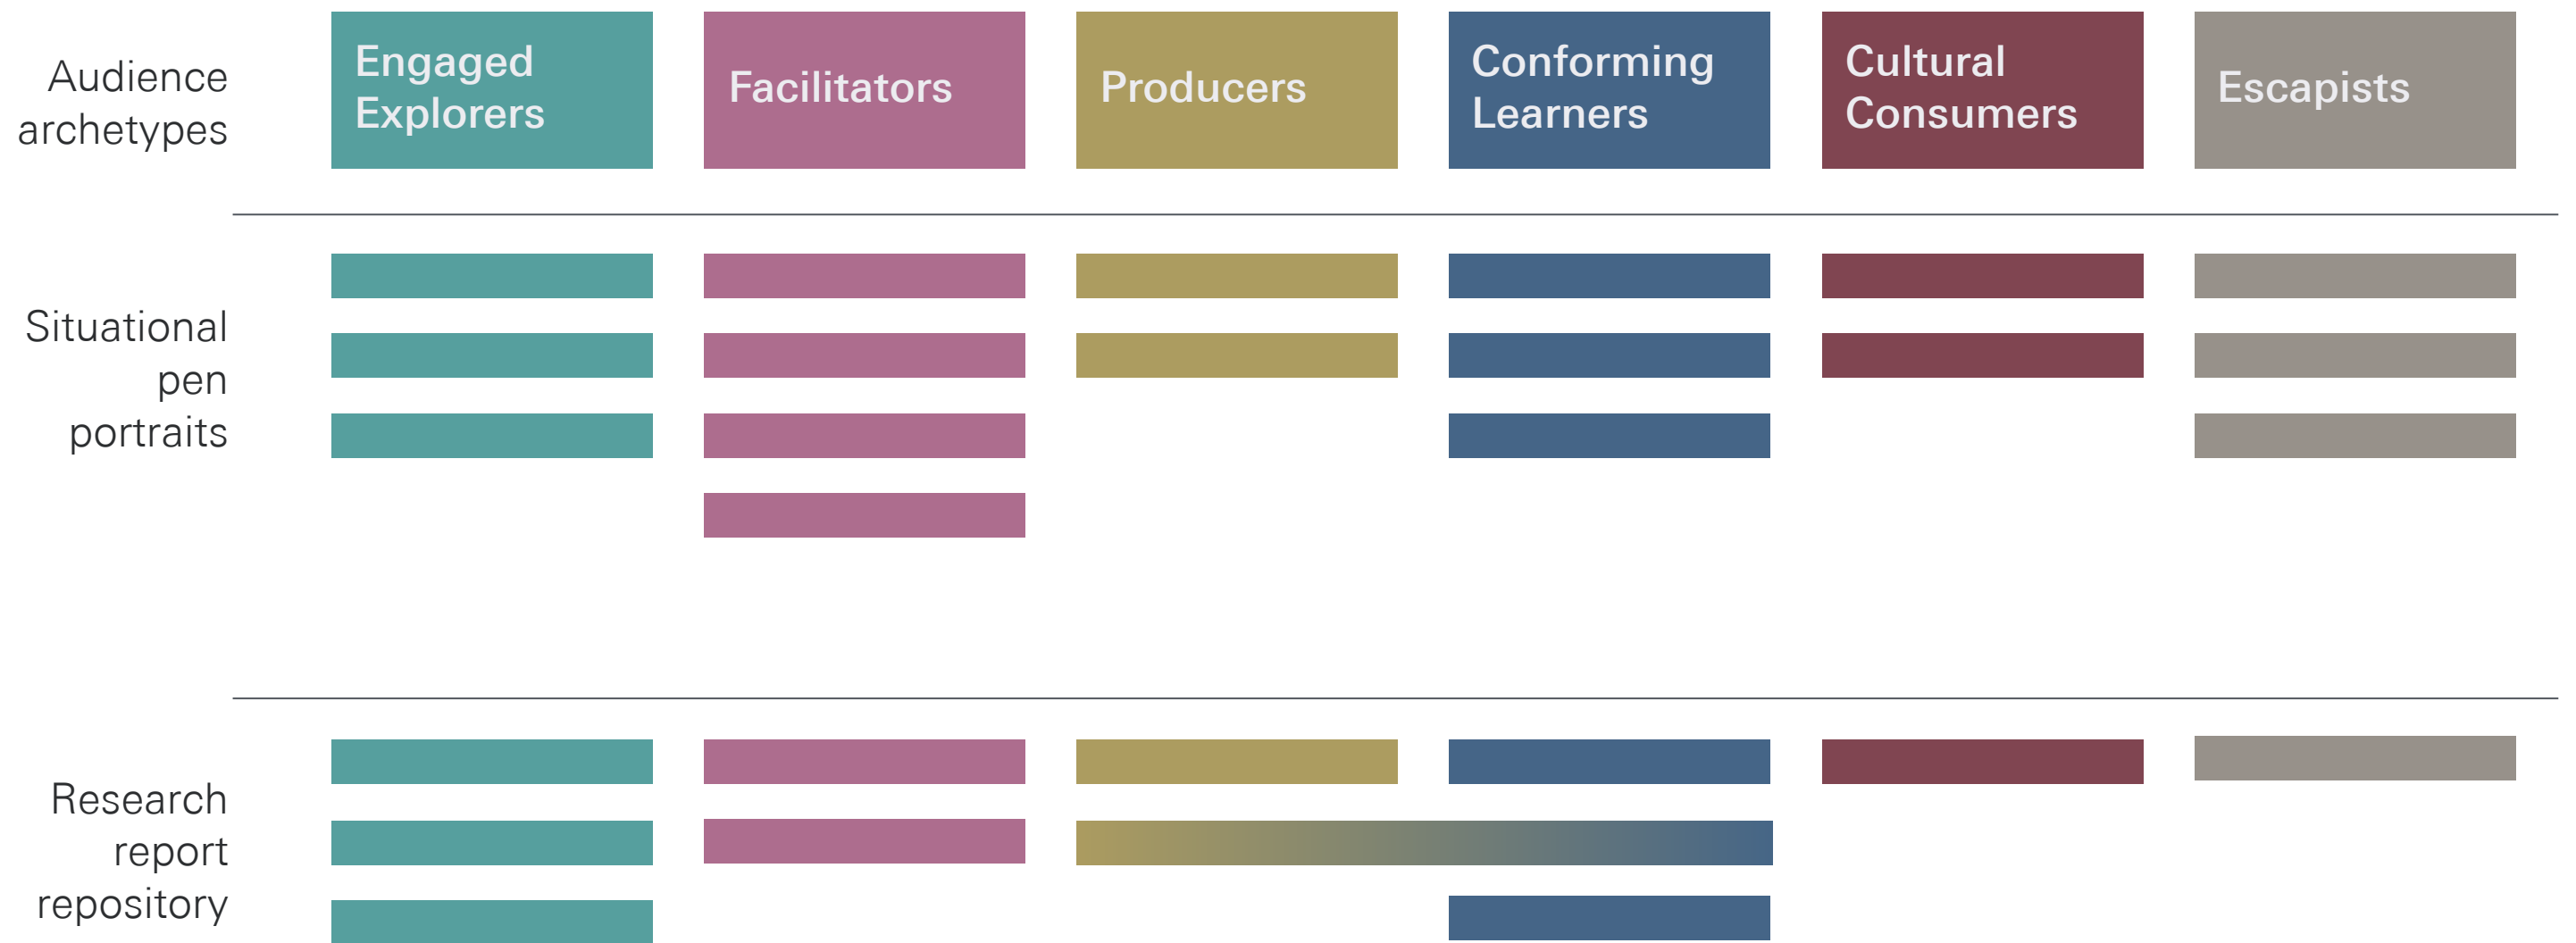 Audience
archetypes
Engaged
Explorers
Facilitators
Producers
Conforming
Learners
Cultural
Consumers
Escapists
Situational
pen
portraits
Research
report
repository